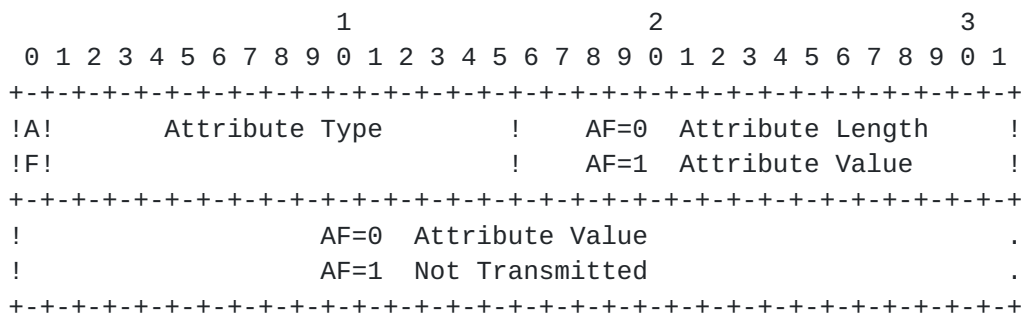 1                   2                   3
 0 1 2 3 4 5 6 7 8 9 0 1 2 3 4 5 6 7 8 9 0 1 2 3 4 5 6 7 8 9 0 1
+-+-+-+-+-+-+-+-+-+-+-+-+-+-+-+-+-+-+-+-+-+-+-+-+-+-+-+-+-+-+-+-+
!A!       Attribute Type        !    AF=0  Attribute Length     !
!F!                             !    AF=1  Attribute Value      !
+-+-+-+-+-+-+-+-+-+-+-+-+-+-+-+-+-+-+-+-+-+-+-+-+-+-+-+-+-+-+-+-+
!                   AF=0  Attribute Value                       .
!                   AF=1  Not Transmitted                       .
+-+-+-+-+-+-+-+-+-+-+-+-+-+-+-+-+-+-+-+-+-+-+-+-+-+-+-+-+-+-+-+-+